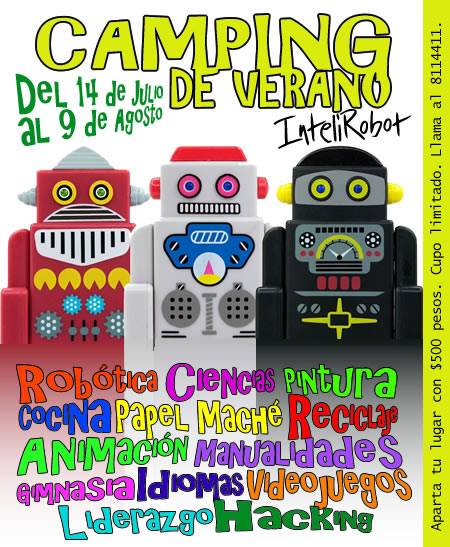 CAMPING
DE VERANO
Del 14 de Julio
al 9 de Agosto
InteliRobot
Robótica Ciencias Pintura
Cocina Papel Maché Reciclaje
Animación Manualidades
Gimnasia Idiomas Videojuegos
Liderazgo Hacking
Aparta tu lugar con $500 pesos. Cupo limitado. Llama al 8114411.